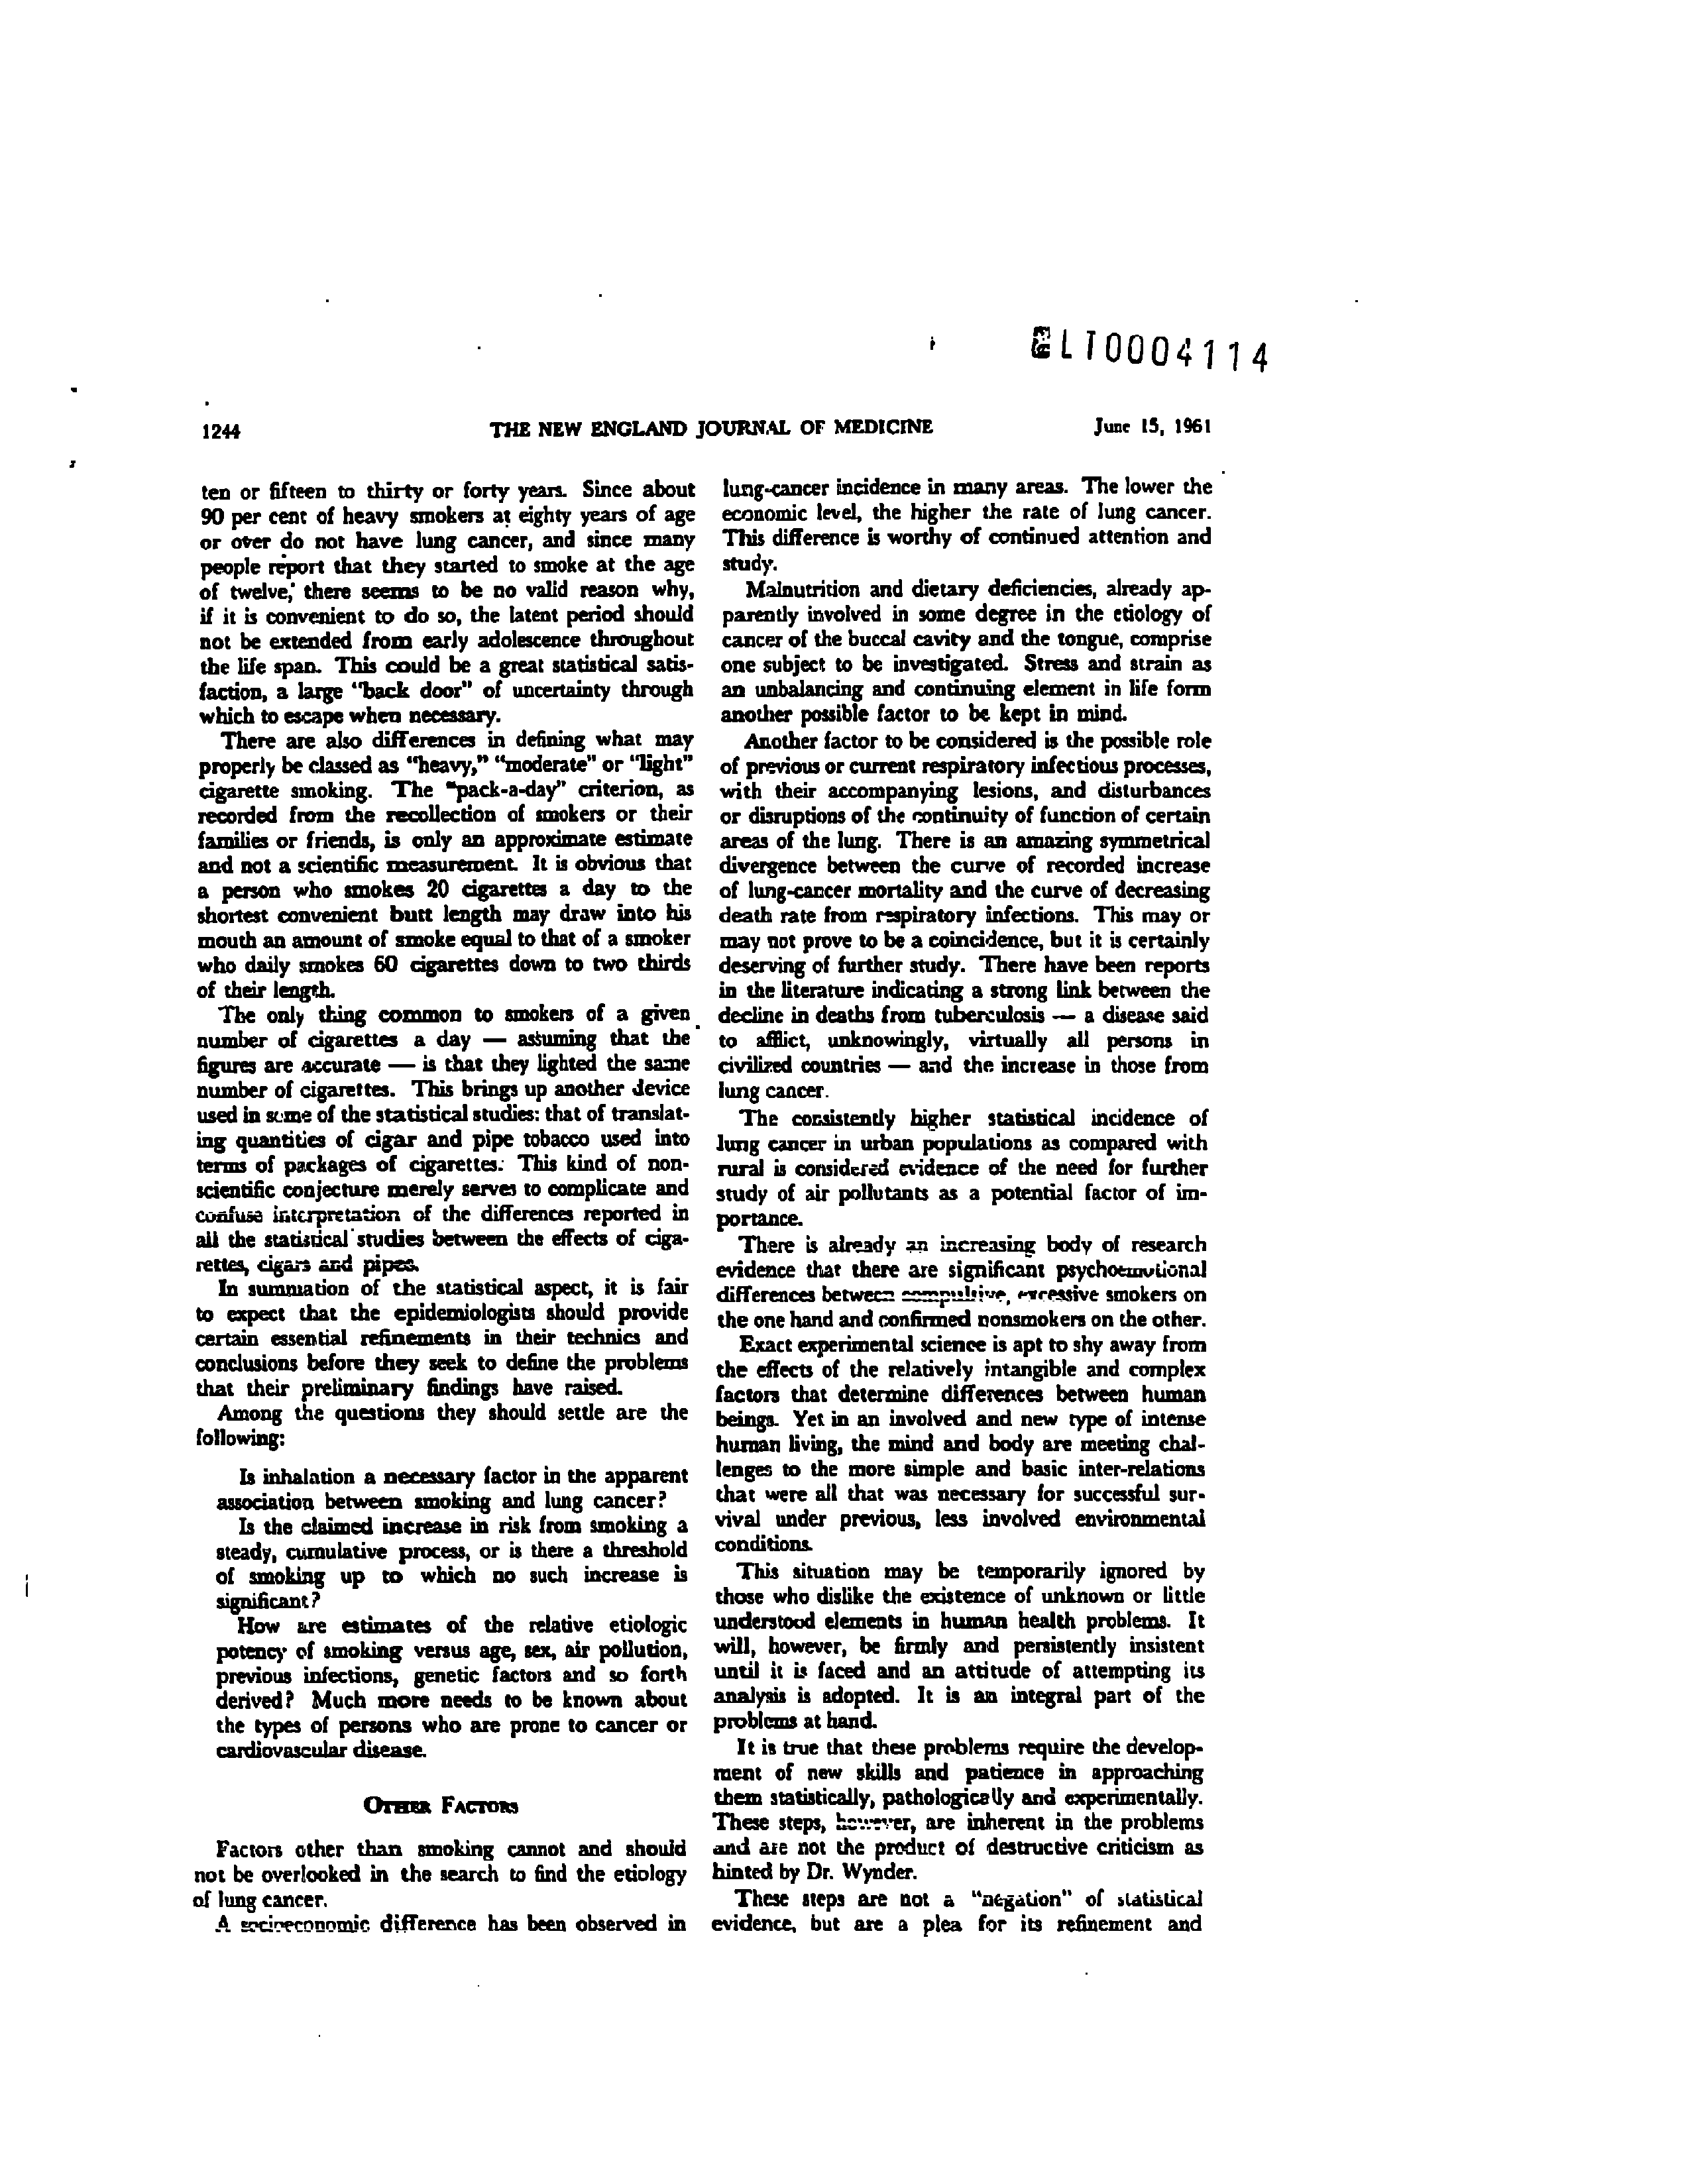 LT0004114
1244
THE NEW ENGLAND JOURNAL OF MEDICINE
June 15, 1961
ten or fifteen to thirty or forty years. Since about
90 per cent of heavy smokers at eighty years of age
or over do not have lung cancer, and since many
people report that they started to smoke at the age
of twelve, there seems to be no valid reason why,
if it is convenient to do so, the latent period should
not be extended from early adolescence throughout
the life span. This could be a great statistical satis-
faction, a large "back door" of uncertainty through
which to escape when necessary.
There are also differences in defining what may
properly be classed as "heavy," "moderate" or "light"
cigarette smoking. The "pack-a-day" criterion, as
recorded from the recollection of smokers or their
families or friends, is only an approximate estimate
and not a scientific measurement. It is obvious that
a person who smokes 20 cigarettes a day to the
shortest convenient butt length may draw into his
mouth an amount of smoke equal to that of a smoker
who daily smokes 60 cigarettes down to two thirds
of their length.
The only thing common to smokers of a given
number of cigarettes a day — assuming that the
figures are accurate — is that they lighted the same
number of cigarettes. This brings up another device
used in some of the statistical studies: that of translat-
ing quantities of cigar and pipe tobacco used into
terms of packages of cigarettes. This kind of non-
scientific conjecture merely serves to complicate and
confuse interpretation of the differences reported in
all the statistical studies between the effects of ciga-
rettes, cigars and pipes.
In summation of the statistical aspect, it is fair
to expect that the epidemiologists should provide
certain essential refinements in their technics and
conclusions before they seek to define the problems
that their preliminary findings have raised.
Among the questions they should settle are the
following:
Is inhalation a necessary factor in the apparent
association between smoking and lung cancer?
Is the claimed increase in risk from smoking a
steady, cumulative process, or is there a threshold
of smoking up to which no such increase is
significant?
How are estimates of the relative etiologic
potency of smoking versus age, sex, air pollution,
previous infections, genetic factors and so forth
derived? Much more needs to be known about
the types of persons who are prone to cancer or
cardiovascular disease.
OTHER FACTORS
Factors other than smoking cannot and should
not be overlooked in the search to find the etiology
of lung cancer.
A socioeconomic difference has been observed in
lung-cancer incidence in many areas. The lower the
economic level, the higher the rate of lung cancer.
This difference is worthy of continued attention and
study.
Malnutrition and dietary deficiencies, already ap-
parently involved in some degree in the etiology of
cancer of the buccal cavity and the tongue, comprise
one subject to be investigated. Stress and strain as
an unbalancing and continuing element in life form
another possible factor to be kept in mind.
Another factor to be considered is the possible role
of previous or current respiratory infectious processes,
with their accompanying lesions, and disturbances
or disruptions of the continuity of function of certain
areas of the lung. There is an amazing symmetrical
divergence between the curve of recorded increase
of lung-cancer mortality and the curve of decreasing
death rate from respiratory infections. This may or
may not prove to be a coincidence, but it is certainly
deserving of further study. There have been reports
in the literature indicating a strong link between the
decline in deaths from tuberculosis — a disease said
to afflict, unknowingly, virtually all persons in
civilized countries — and the increase in those from
lung cancer.
The consistently higher statistical incidence of
lung cancer in urban populations as compared with
rural is considered evidence of the need for further
study of air pollutants as a potential factor of im-
portance.
There is already an increasing body of research
evidence that there are significant psychoemotional
differences between compulsive, excessive smokers on
the one hand and confirmed nonsmokers on the other.
Exact experimental science is apt to shy away from
the effects of the relatively intangible and complex
factors that determine differences between human
beings. Yet in an involved and new type of intense
human living, the mind and body are meeting chal-
lenges to the more simple and basic inter-relations
that were all that was necessary for successful sur-
vival under previous, less involved environmental
conditions.
This situation may be temporarily ignored by
those who dislike the existence of unknown or little
understood elements in human health problems. It
will, however, be firmly and persistently insistent
until it is faced and an attitude of attempting its
analysis is adopted. It is an integral part of the
problems at hand.
It is true that these problems require the develop-
ment of new skills and patience in approaching
them statistically, pathologically and experimentally.
These steps, however, are inherent in the problems
and are not the product of destructive criticism as
hinted by Dr. Wynder.
These steps are not a "negation" of statistical
evidence, but are a plea for its refinement and